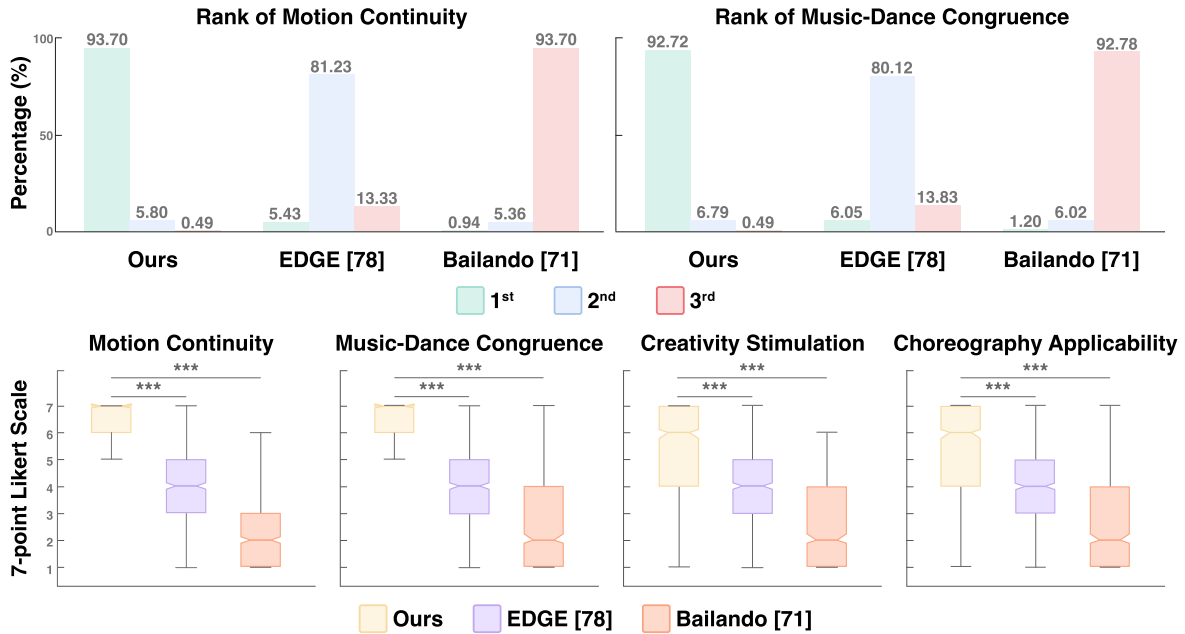 Rank of Motion Continuity
Rank of Music-Dance Congruence
Percentage (%)
100
50
0
93.70
5.80
0.49
5.43
81.23
13.33
0.94
5.36
93.70
92.72
6.79
0.49
6.05
80.12
13.83
1.20
6.02
92.78
Ours
EDGE [78]
Bailando [71]
Ours
EDGE [78]
Bailando [71]
1st
2nd
3rd
Motion Continuity
Music-Dance Congruence
Creativity Stimulation
Choreography Applicability
7-point Likert Scale
7
6
5
4
3
2
1
***
***
***
***
***
***
***
***
Ours
EDGE [78]
Bailando [71]